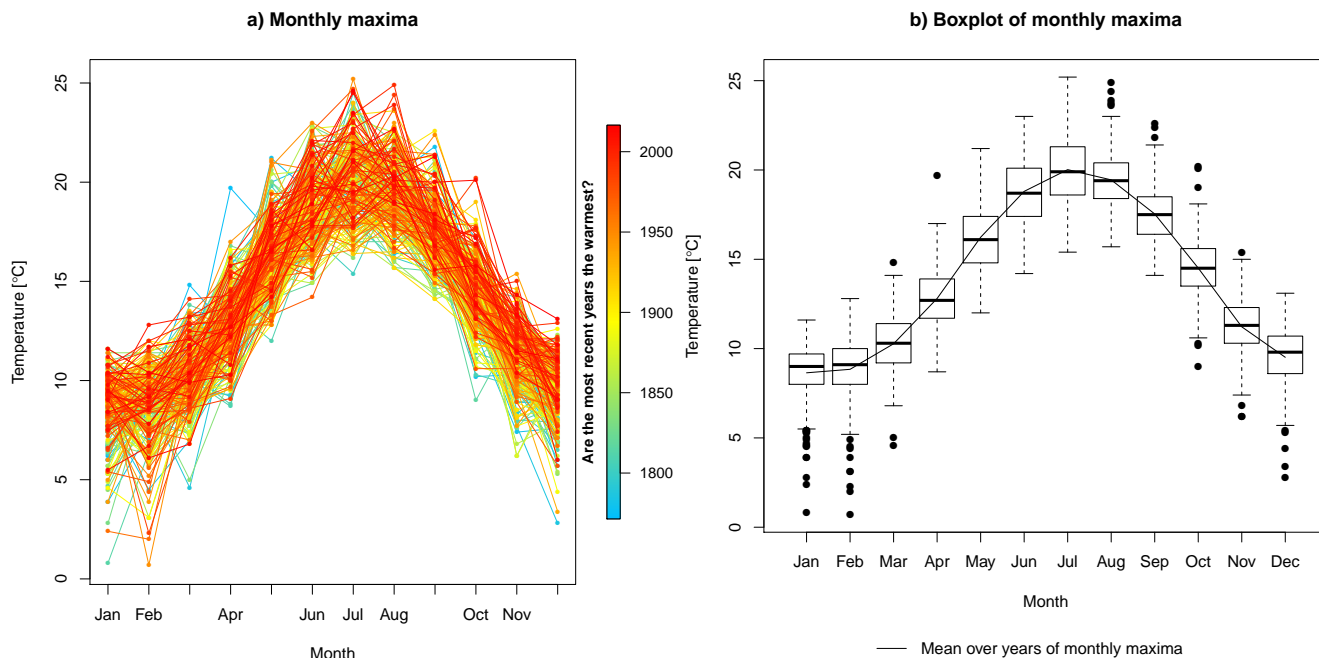 a) Monthly maxima
Temperature [°C]
25
20
15
10
5
0
Jan Feb Apr Jun Jul Aug Oct Nov
Month
Are the most recent years the warmest?
2000
1950
1900
1850
1800
b) Boxplot of monthly maxima
Temperature [°C]
25
20
15
10
5
0
Jan Feb Mar Apr May Jun Jul Aug Sep Oct Nov Dec
Month
Mean over years of monthly maxima